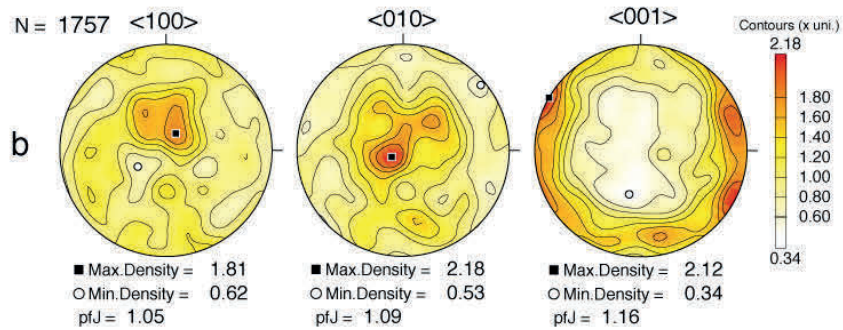 N = 1757
<100>
<010>
<001>
Contours (x uni.)
2.18
1.80
1.60
1.40
1.20
1.00
0.80
0.60
0.34
b
■ Max.Density = 1.81
○ Min.Density = 0.62
pfJ = 1.05
■ Max.Density = 2.18
○ Min.Density = 0.53
pfJ = 1.09
■ Max.Density = 2.12
○ Min.Density = 0.34
pfJ = 1.16